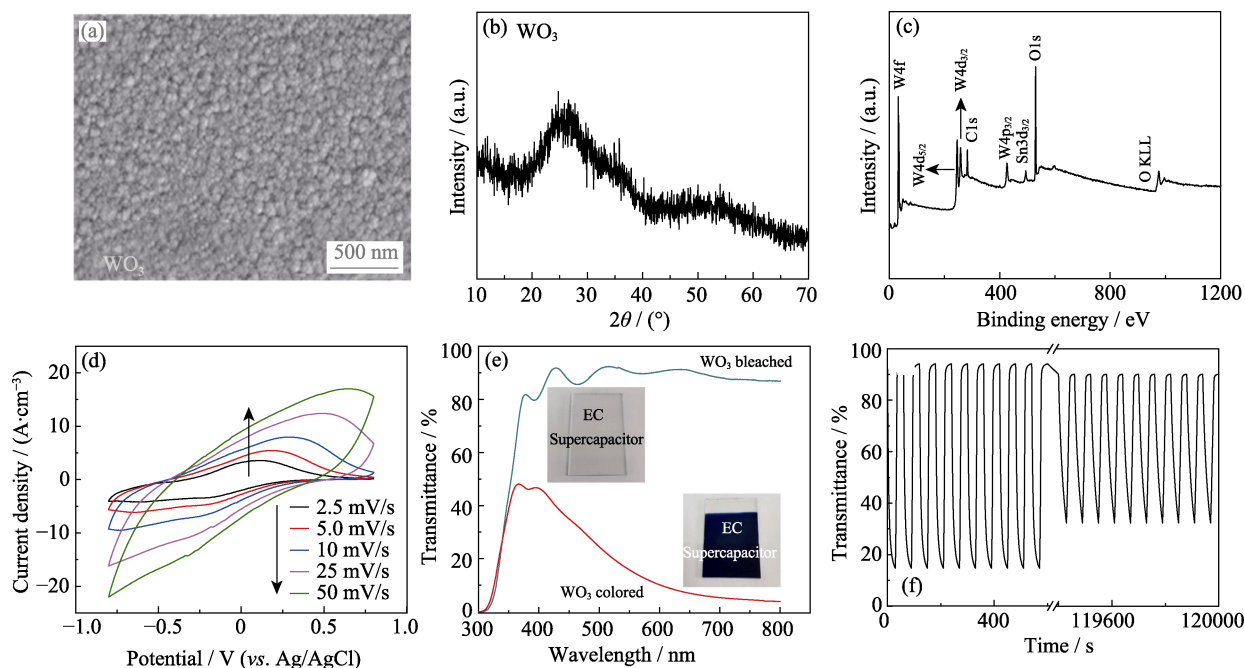 (a)
WO₃
500 nm
(b) WO₃
Intensity / (a.u.)
10 20 30 40 50 60 70
2θ / (°)
(c)
W4f
W4d5/2
W4d3/2
C1s
W4p3/2
Sn3d3/2
O1s
O KLL
Intensity / (a.u.)
0 400 800 1200
Binding energy / eV
(d)
20
10
0
−10
−20
Current density / (A·cm⁻³)
2.5 mV/s
5.0 mV/s
10 mV/s
25 mV/s
50 mV/s
−1.0 −0.5 0 0.5 1.0
Potential / V (vs. Ag/AgCl)
(e)
100
80
60
40
20
0
Transmittance / %
WO₃ bleached
EC
Supercapacitor
EC
Supercapacitor
WO₃ colored
300 400 500 600 700 800
Wavelength / nm
100
80
60
40
20
0
Transmittance / %
(f)
0 400 119600 120000
Time / s